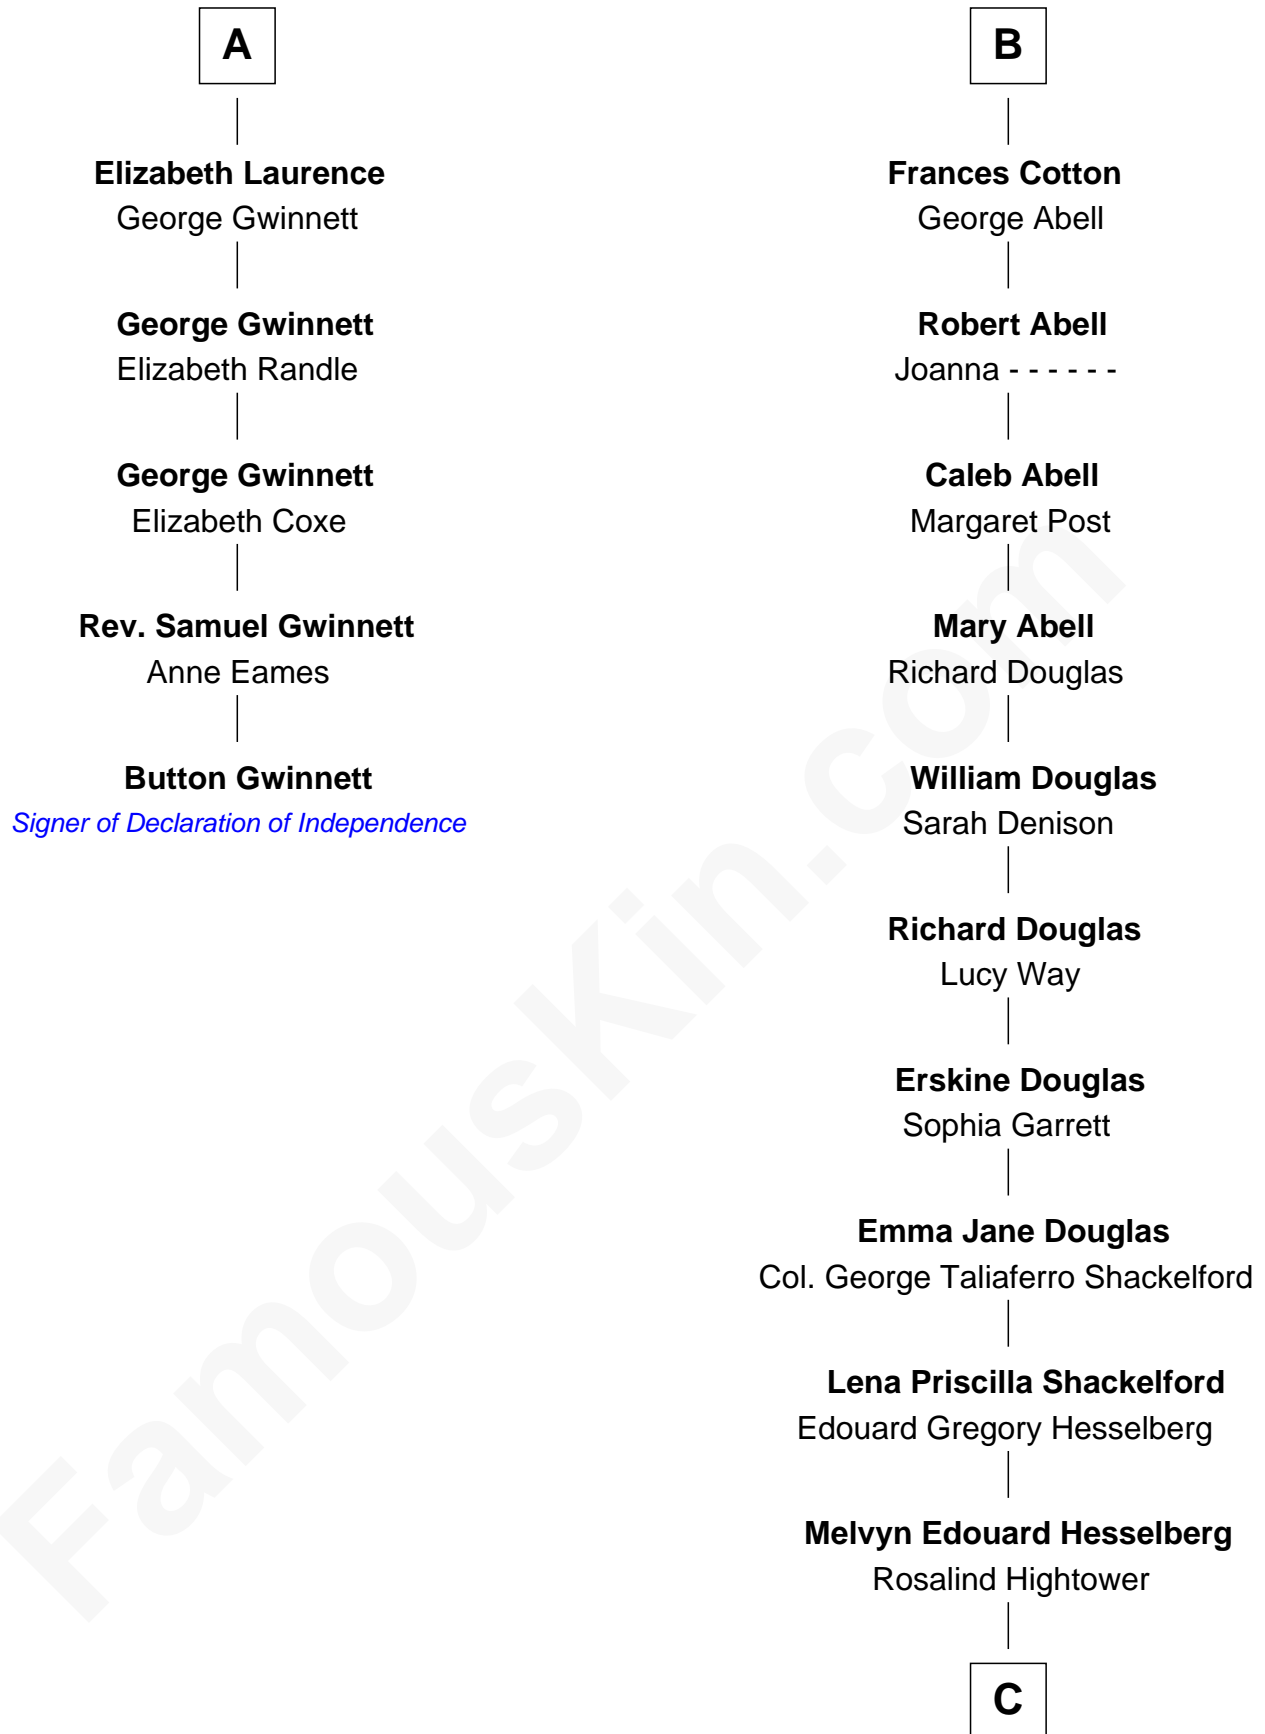 A
Elizabeth Laurence
George Gwinnett
George Gwinnett
Elizabeth Randle
George Gwinnett
Elizabeth Coxe
Rev. Samuel Gwinnett
Anne Eames
Button Gwinnett
Signer of Declaration of Independence
B
Frances Cotton
George Abell
Robert Abell
Joanna - - - - - -
Caleb Abell
Margaret Post
Mary Abell
Richard Douglas
William Douglas
Sarah Denison
Richard Douglas
Lucy Way
Erskine Douglas
Sophia Garrett
Emma Jane Douglas
Col. George Taliaferro Shackelford
Lena Priscilla Shackelford
Edouard Gregory Hesselberg
Melvyn Edouard Hesselberg
Rosalind Hightower
C
FamousKin.com